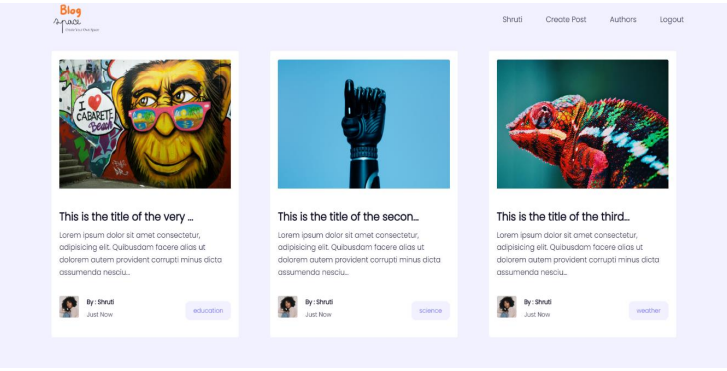 Blog
space
Create Your Own Space
Shruti Create Post Authors Logout
I ❤ CABARETE Beach
This is the title of the very ...
Lorem ipsum dolor sit amet consectetur,
adipisicing elit. Quibusdam facere alias ut
dolorem autem provident corrupti minus dicta
assumenda nesciu...
By : Shruti
Just Now
education
This is the title of the secon...
Lorem ipsum dolor sit amet consectetur,
adipisicing elit. Quibusdam facere alias ut
dolorem autem provident corrupti minus dicta
assumenda nesciu...
By : Shruti
Just Now
science
This is the title of the third...
Lorem ipsum dolor sit amet consectetur,
adipisicing elit. Quibusdam facere alias ut
dolorem autem provident corrupti minus dicta
assumenda nesciu...
By : Shruti
Just Now
weather